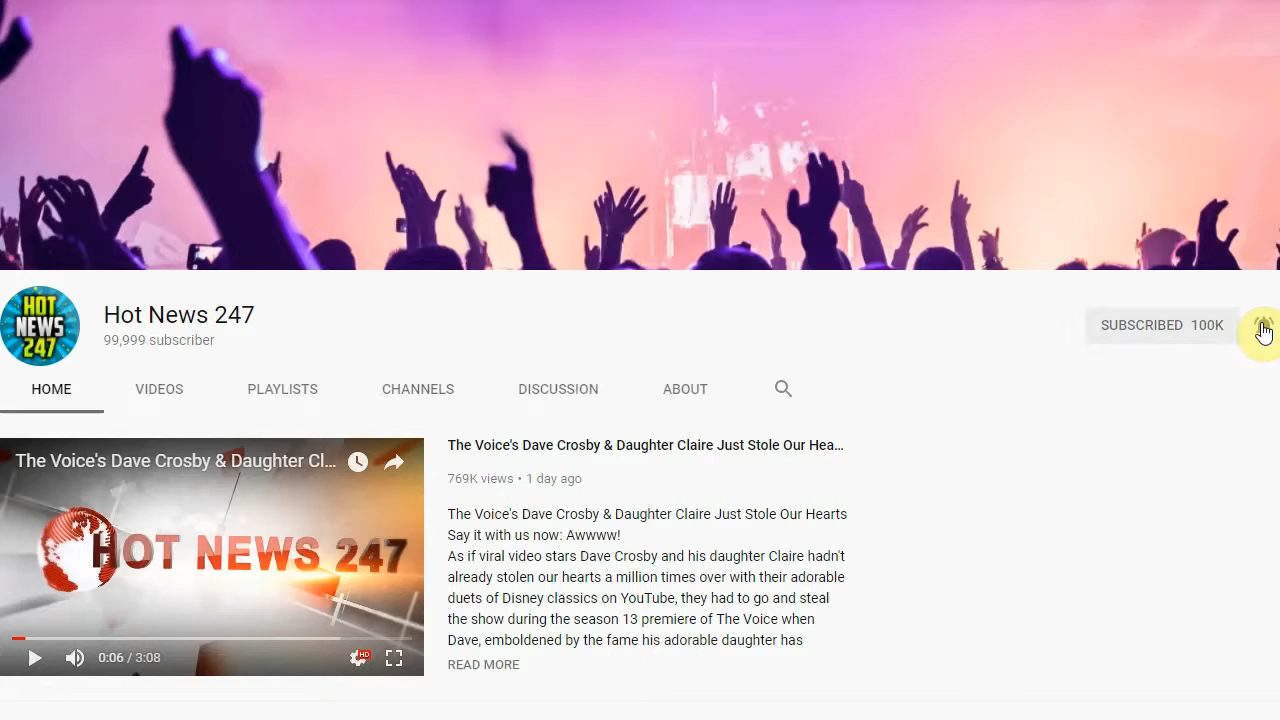 HOT
NEWS
247
Hot News 247
99,999 subscriber
SUBSCRIBED 100K
HOME VIDEOS PLAYLISTS CHANNELS DISCUSSION ABOUT
The Voice's Dave Crosby & Daughter Cl...
HOT NEWS 247
0:06 / 3:08
HD
The Voice's Dave Crosby & Daughter Claire Just Stole Our Hea...
769K views • 1 day ago
The Voice's Dave Crosby & Daughter Claire Just Stole Our Hearts
Say it with us now: Awwww!
As if viral video stars Dave Crosby and his daughter Claire hadn't
already stolen our hearts a million times over with their adorable
duets of Disney classics on YouTube, they had to go and steal
the show during the season 13 premiere of The Voice when
Dave, emboldened by the fame his adorable daughter has
READ MORE